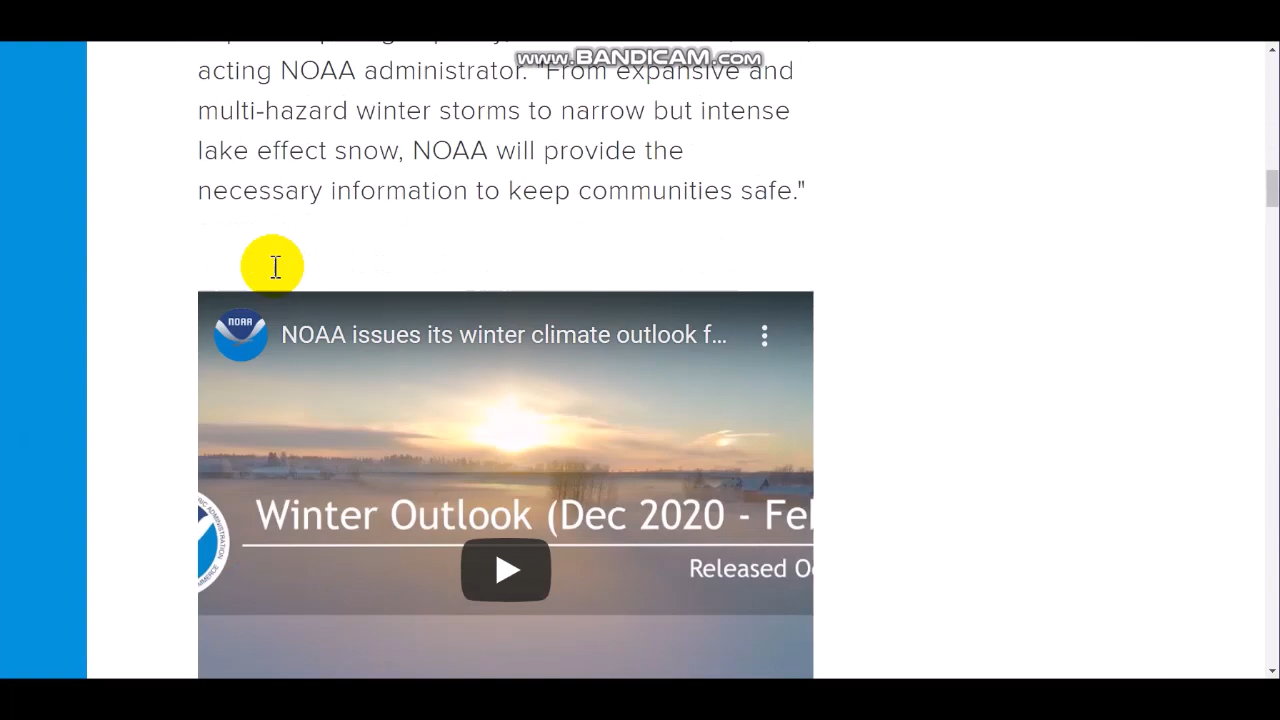 www.BANDICAM.com
acting NOAA administrator. "From expansive and
multi-hazard winter storms to narrow but intense
lake effect snow, NOAA will provide the
necessary information to keep communities safe."
NOAA
NOAA issues its winter climate outlook f...
Winter Outlook (Dec 2020 - Fe
Released O